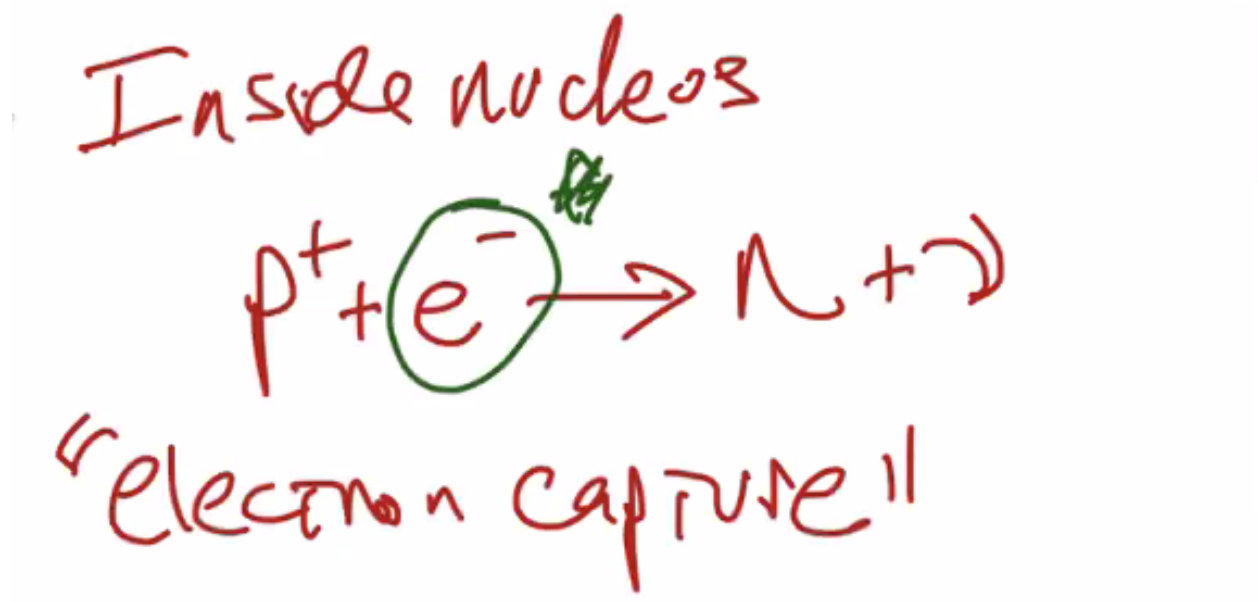 Inside nucleos
p⁺ + e⁻ → n + ν
"electron capture"